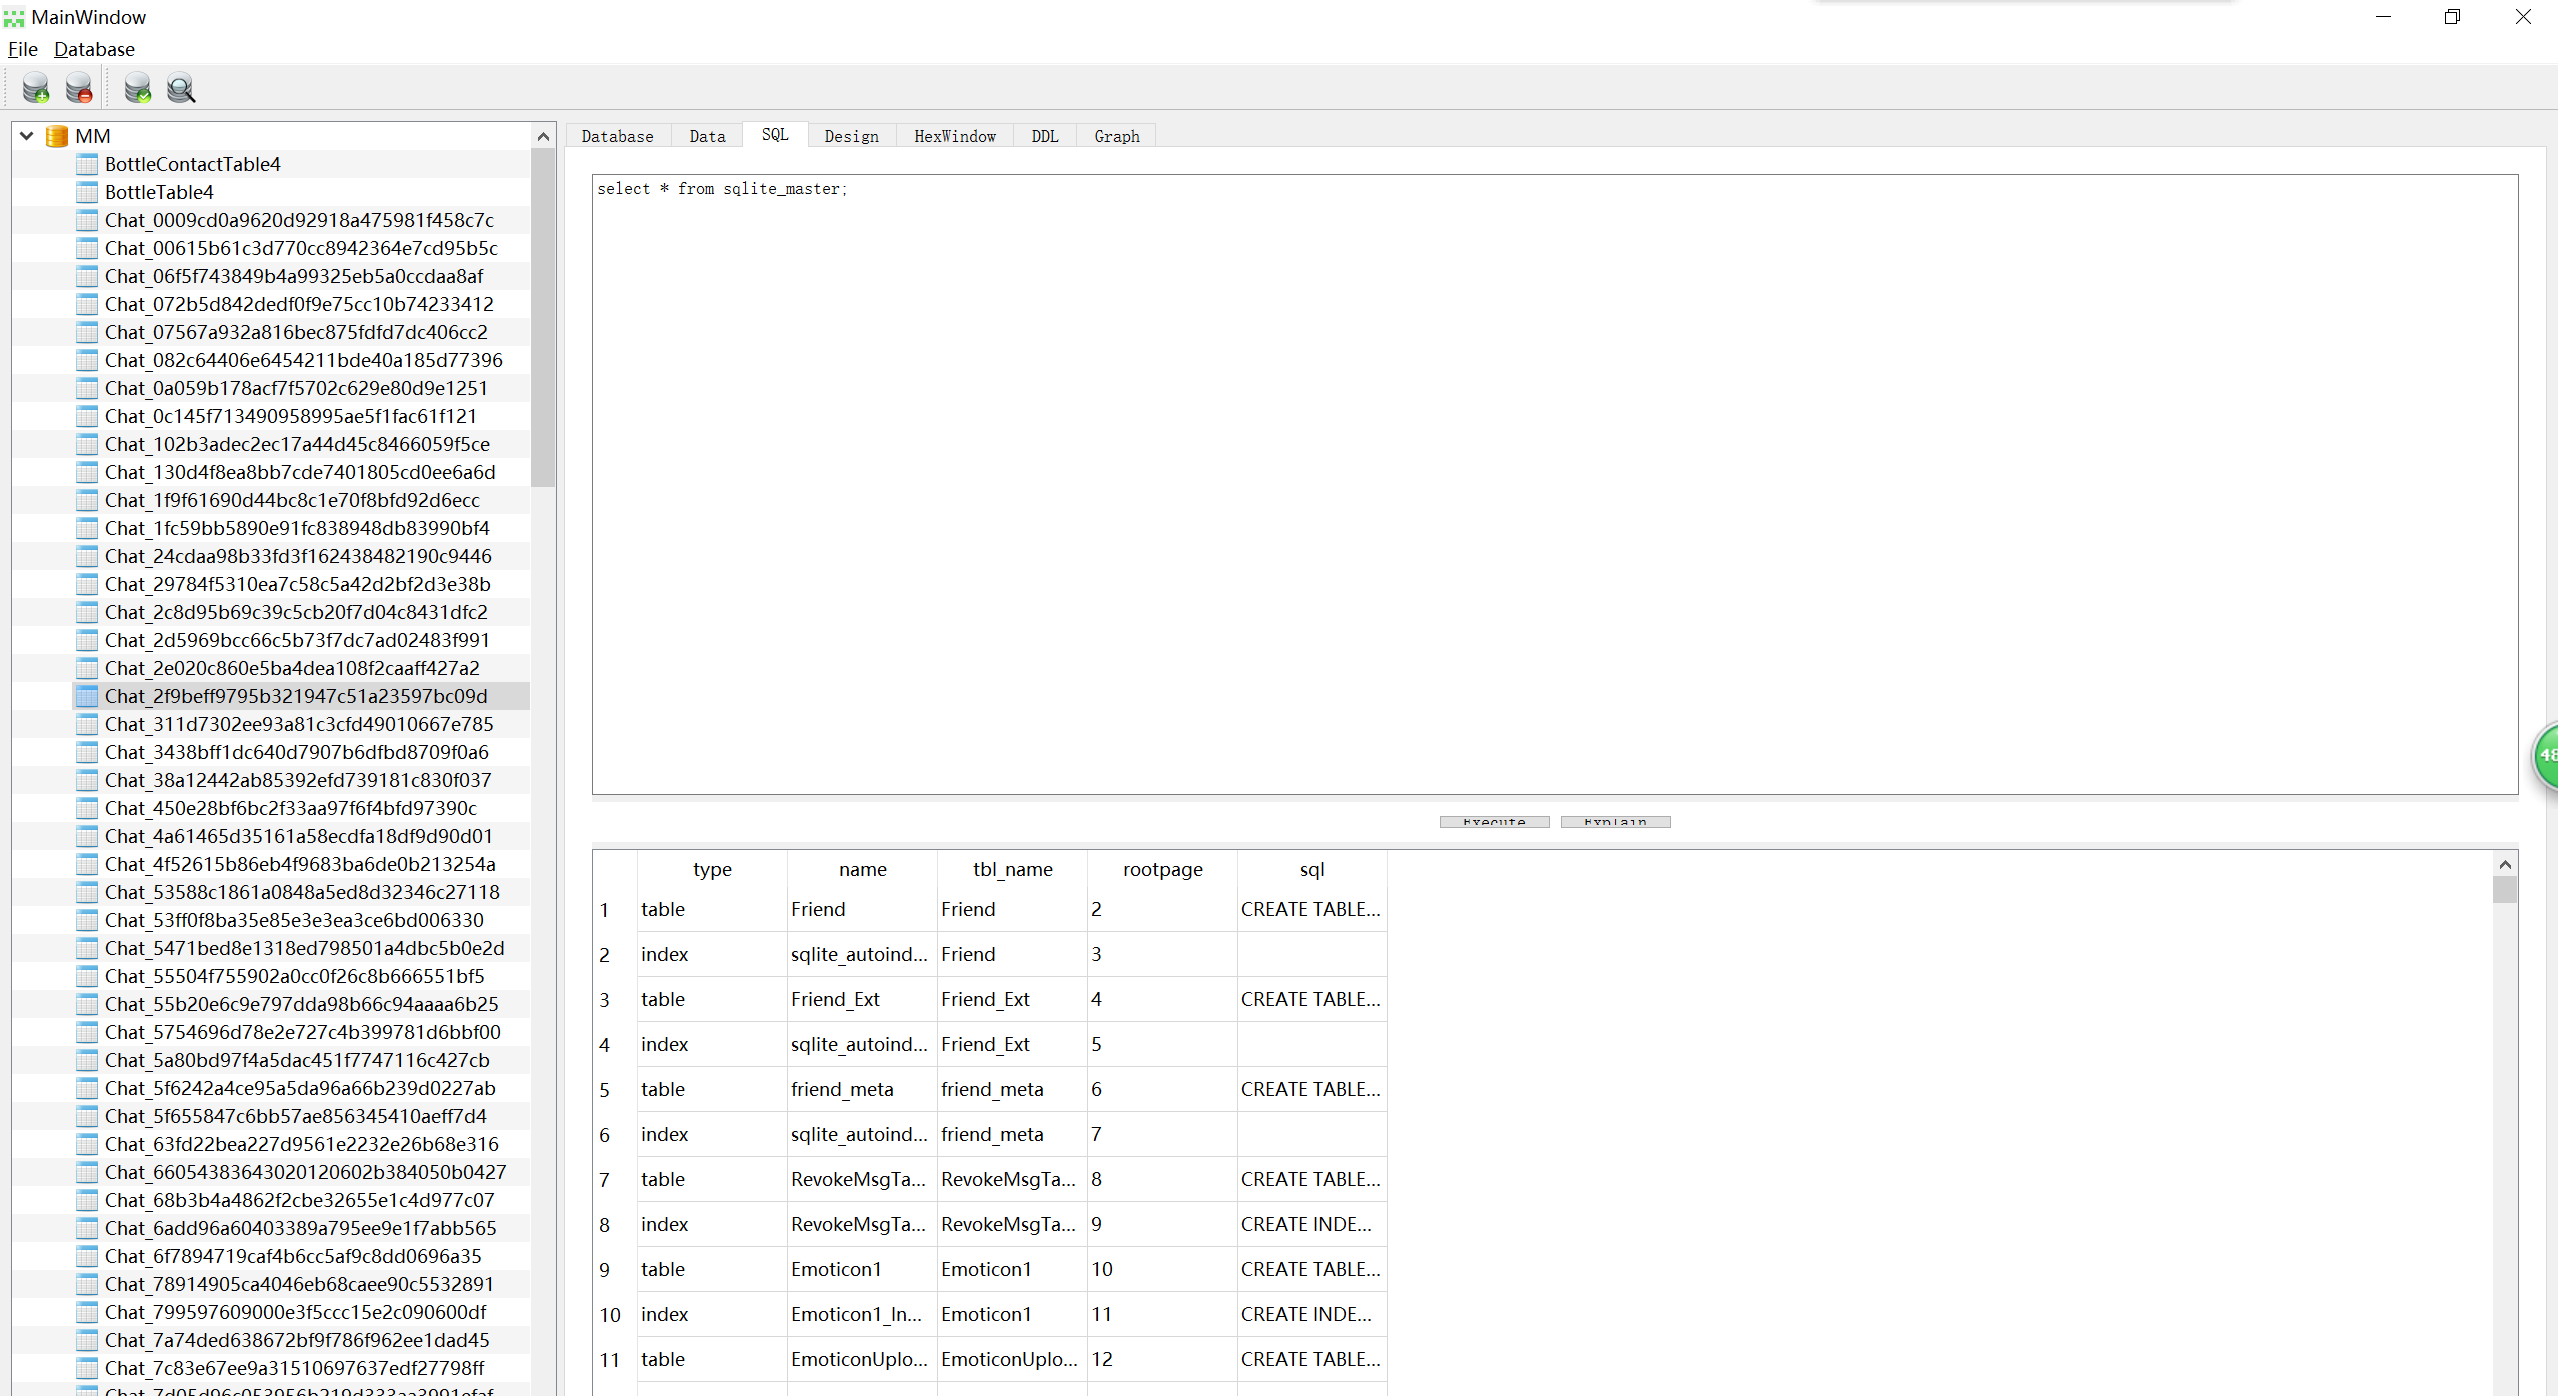 MainWindow
File Database
MM
BottleContactTable4
BottleTable4
Chat_0009cd0a9620d92918a475981f458c7c
Chat_00615b61c3d770cc8942364e7cd95b5c
Chat_06f5f743849b4a99325eb5a0ccdaa8af
Chat_072b5d842dedf0f9e75cc10b74233412
Chat_07567a932a816bec875fdfd7dc406cc2
Chat_082c64406e6454211bde40a185d77396
Chat_0a059b178acf7f5702c629e80d9e1251
Chat_0c145f713490958995ae5f1fac61f121
Chat_102b3adec2ec17a44d45c8466059f5ce
Chat_130d4f8ea8bb7cde7401805cd0ee6a6d
Chat_1f9f61690d44bc8c1e70f8bfd92d6ecc
Chat_1fc59bb5890e91fc838948db83990bf4
Chat_24cdaa98b33fd3f162438482190c9446
Chat_29784f5310ea7c58c5a42d2bf2d3e38b
Chat_2c8d95b69c39c5cb20f7d04c8431dfc2
Chat_2d5969bcc66c5b73f7dc7ad02483f991
Chat_2e020c860e5ba4dea108f2caaff427a2
Chat_2f9beff9795b321947c51a23597bc09d
Chat_311d7302ee93a81c3cfd49010667e785
Chat_3438bff1dc640d7907b6dfbd8709f0a6
Chat_38a12442ab85392efd739181c830f037
Chat_450e28bf6bc2f33aa97f6f4bfd97390c
Chat_4a61465d35161a58ecdfa18df9d90d01
Chat_4f52615b86eb4f9683ba6de0b213254a
Chat_53588c1861a0848a5ed8d32346c27118
Chat_53ff0f8ba35e85e3e3ea3ce6bd006330
Chat_5471bed8e1318ed798501a4dbc5b0e2d
Chat_55504f755902a0cc0f26c8b666551bf5
Chat_55b20e6c9e797dda98b66c94aaaa6b25
Chat_5754696d78e2e727c4b399781d6bbf00
Chat_5a80bd97f4a5dac451f7747116c427cb
Chat_5f6242a4ce95a5da96a66b239d0227ab
Chat_5f655847c6bb57ae856345410aeff7d4
Chat_63fd22bea227d9561e2232e26b68e316
Chat_66054383643020120602b384050b0427
Chat_68b3b4a4862f2cbe32655e1c4d977c07
Chat_6add96a60403389a795ee9e1f7abb565
Chat_6f7894719caf4b6cc5af9c8dd0696a35
Chat_78914905ca4046eb68caee90c5532891
Chat_799597609000e3f5ccc15e2c090600df
Chat_7a74ded638672bf9f786f962ee1dad45
Chat_7c83e67ee9a31510697637edf27798ff
Database Data SQL Design HexWindow DDL Graph
select * from sqlite_master;
Execute Explain
type name tbl_name rootpage sql
1 table Friend Friend 2 CREATE TABLE...
2 index sqlite_autoind... Friend 3
3 table Friend_Ext Friend_Ext 4 CREATE TABLE...
4 index sqlite_autoind... Friend_Ext 5
5 table friend_meta friend_meta 6 CREATE TABLE...
6 index sqlite_autoind... friend_meta 7
7 table RevokeMsgTa... RevokeMsgTa... 8 CREATE TABLE...
8 index RevokeMsgTa... RevokeMsgTa... 9 CREATE INDE...
9 table Emoticon1 Emoticon1 10 CREATE TABLE...
10 index Emoticon1_In... Emoticon1 11 CREATE INDE...
11 table EmoticonUplo... EmoticonUplo... 12 CREATE TABLE...
48